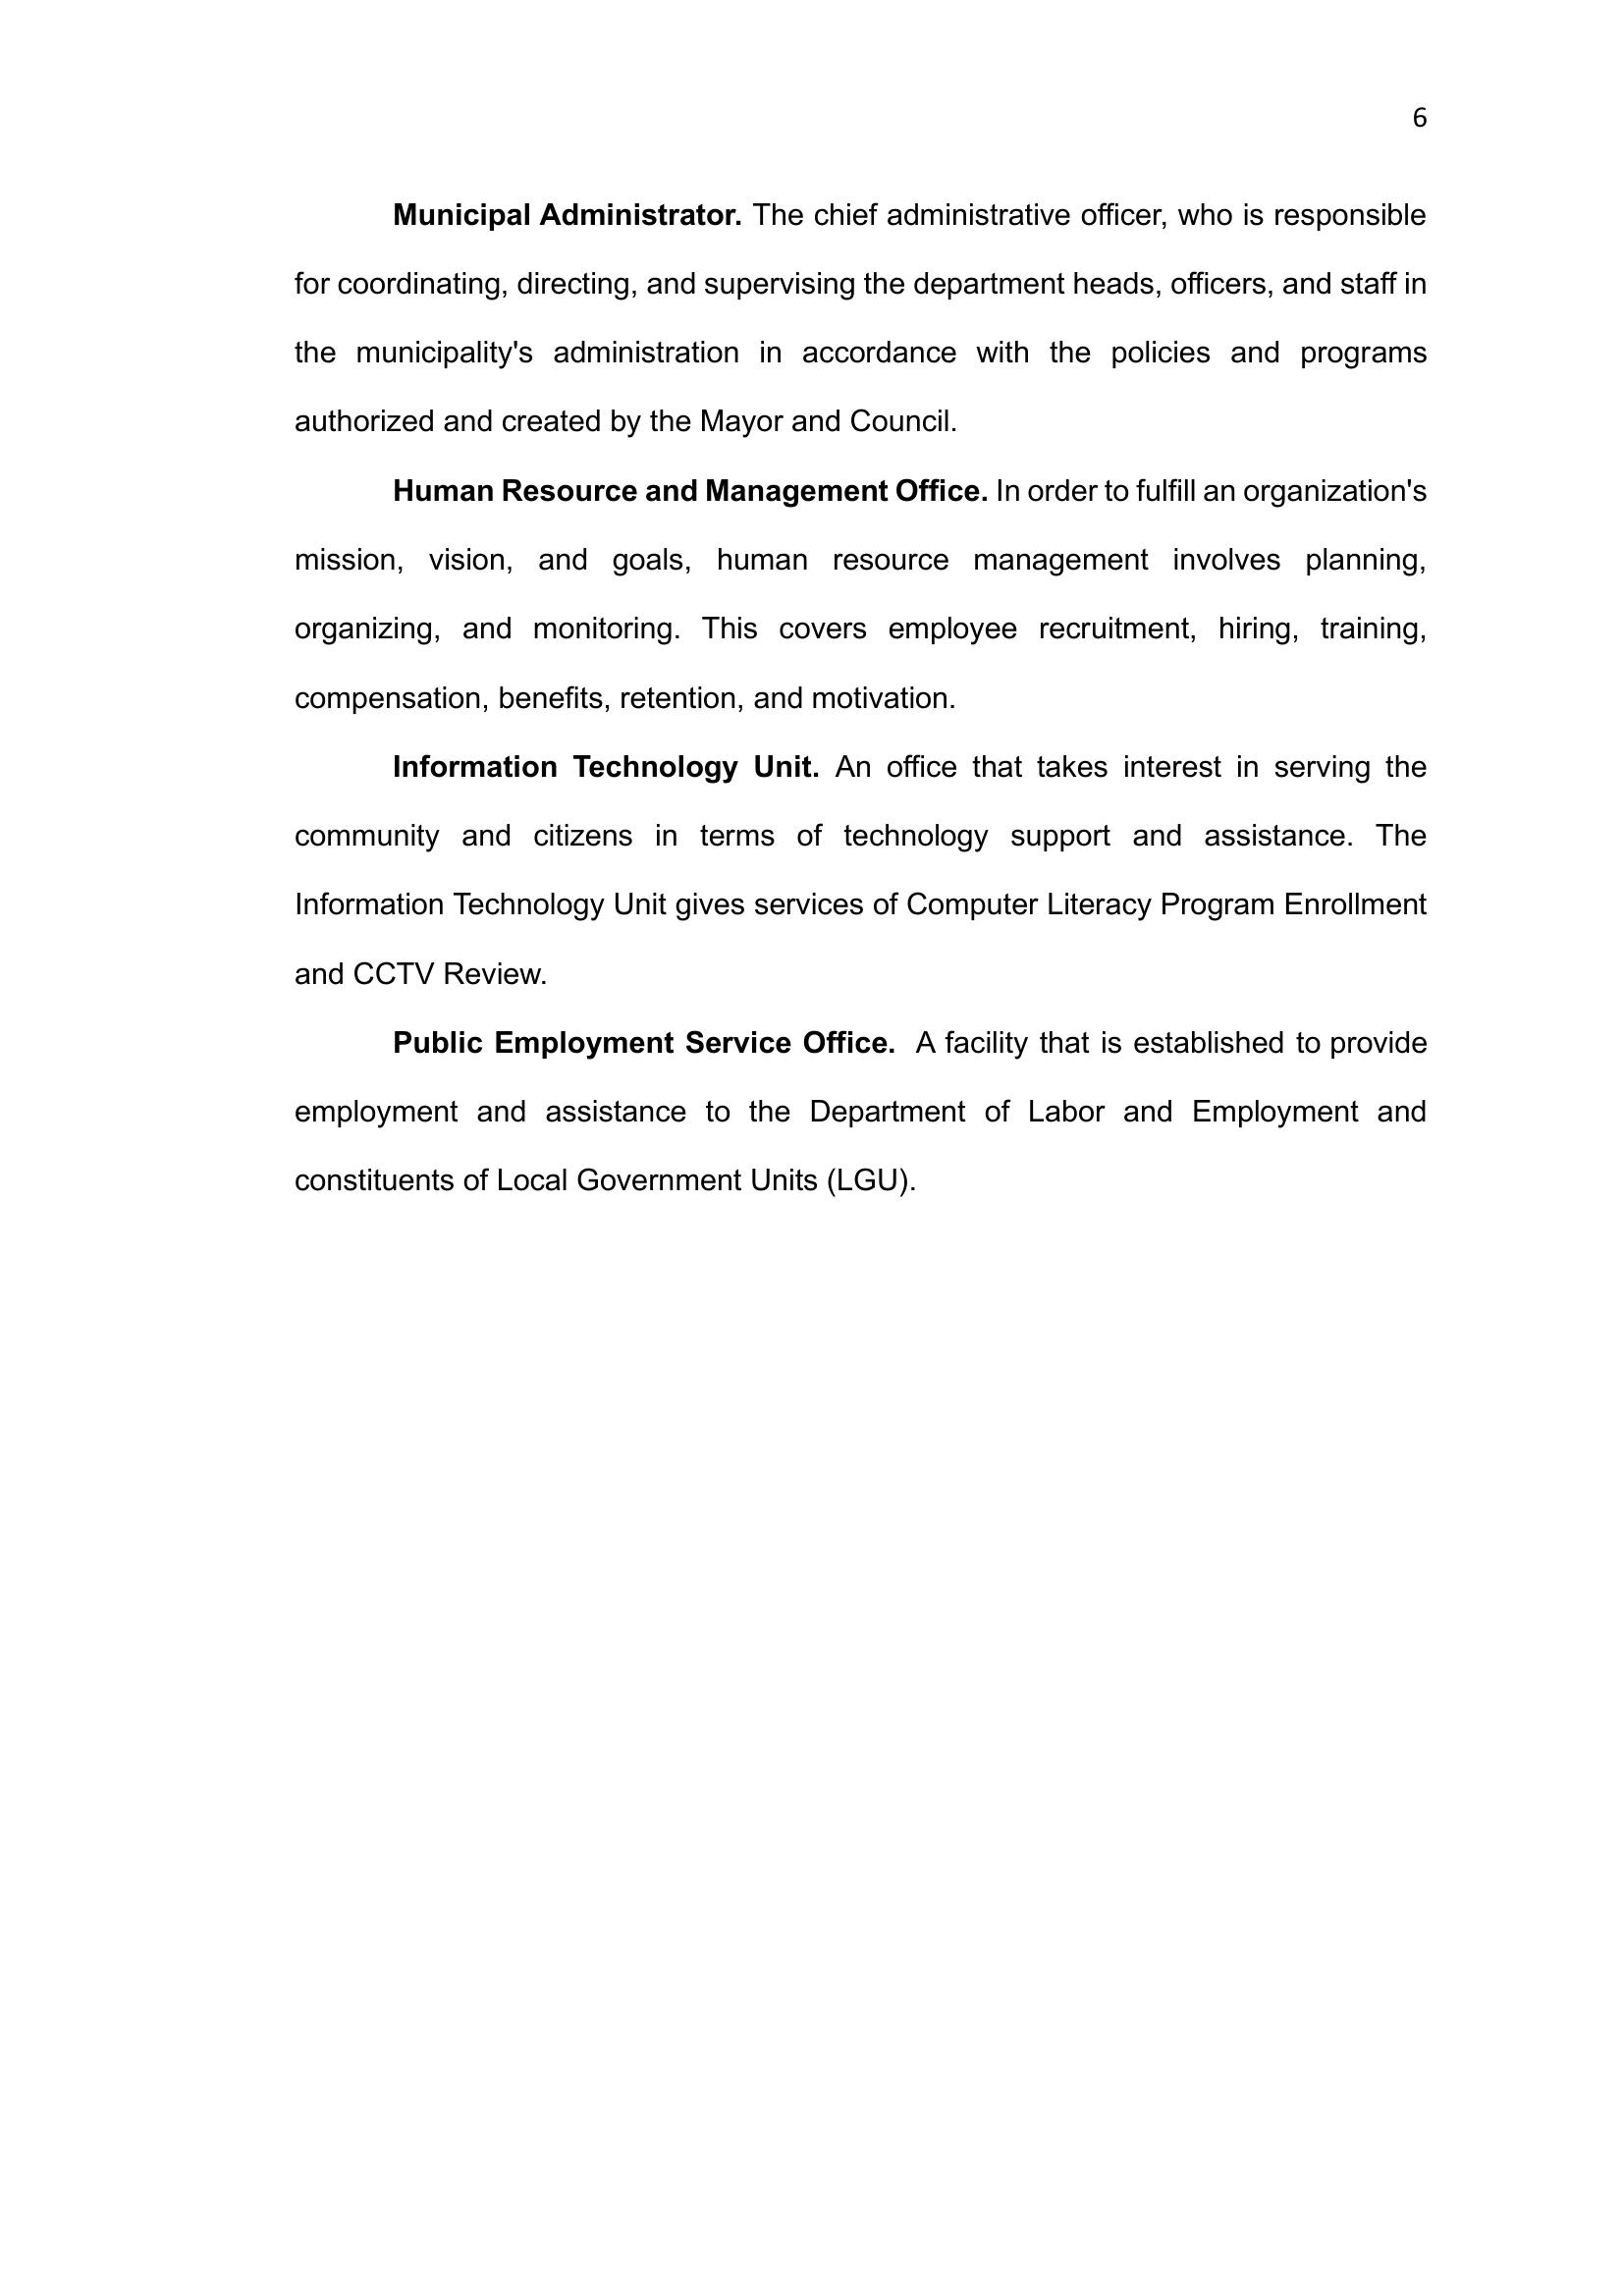 6
Municipal Administrator. The chief administrative officer, who is responsible
for coordinating, directing, and supervising the department heads, officers, and staff in
the municipality's administration in accordance with the policies and programs
authorized and created by the Mayor and Council.
Human Resource and Management Office. In order to fulfill an organization's
mission, vision, and goals, human resource management involves planning,
organizing, and monitoring. This covers employee recruitment, hiring, training,
compensation, benefits, retention, and motivation.
Information Technology Unit. An office that takes interest in serving the
community and citizens in terms of technology support and assistance. The
Information Technology Unit gives services of Computer Literacy Program Enrollment
and CCTV Review.
Public Employment Service Office. A facility that is established to provide
employment and assistance to the Department of Labor and Employment and
constituents of Local Government Units (LGU).